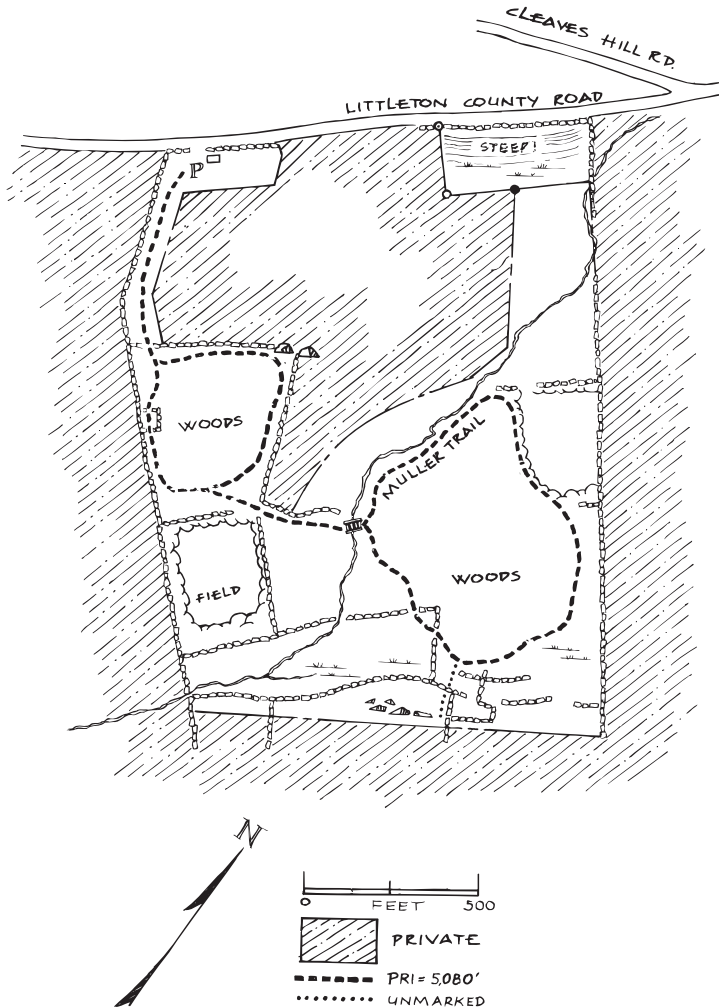 CLEAVES HILL RD.
LITTLETON COUNTY ROAD
STEEP!
P
WOODS
MULLER TRAIL
WOODS
FIELD
N
0 FEET 500
PRIVATE
PRI = 5,080'
UNMARKED